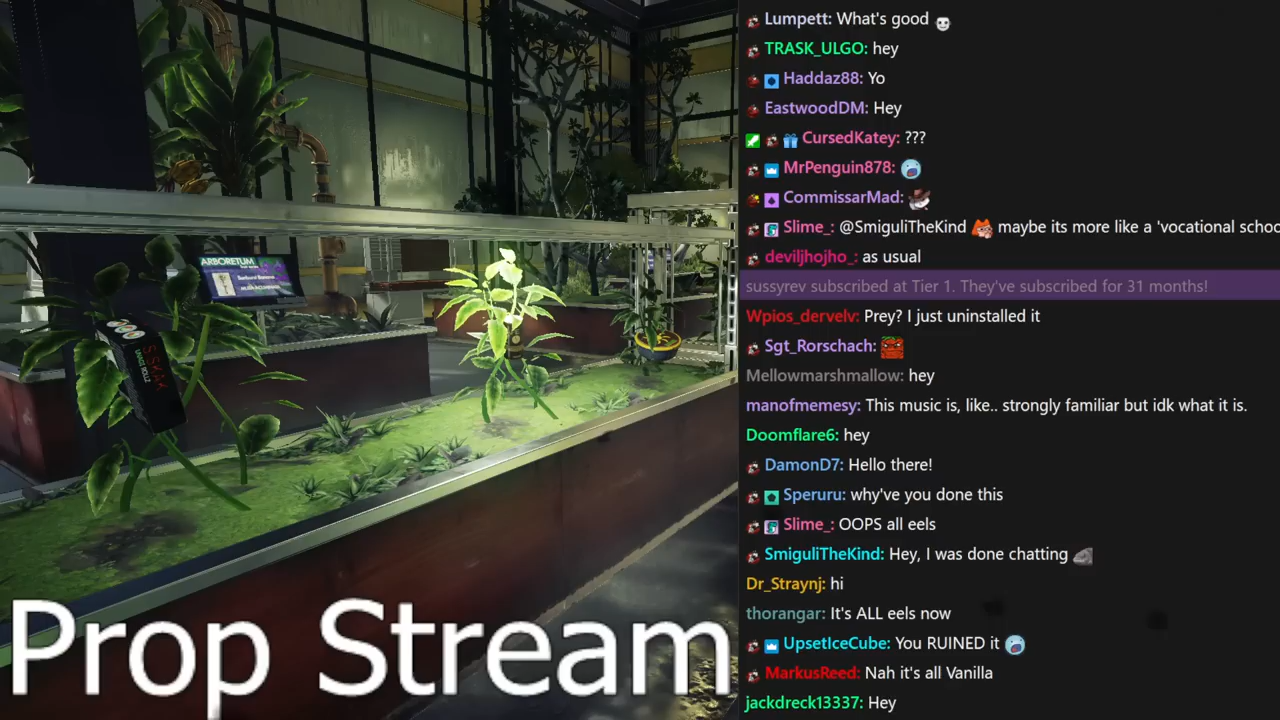 ARBORETUM
Prop Stream
Lumpett: What's good
TRASK_ULGO: hey
Haddaz88: Yo
EastwoodDM: Hey
CursedKatey: ???
MrPenguin878:
CommissarMad:
Slime_: @SmiguliTheKind maybe its more like a 'vocational schoo
deviljhojho_: as usual
sussyrev subscribed at Tier 1. They've subscribed for 31 months!
Wpios_dervelv: Prey? I just uninstalled it
Sgt_Rorschach:
Mellowmarshmallow: hey
manofmemesy: This music is, like.. strongly familiar but idk what it is.
Doomflare6: hey
DamonD7: Hello there!
Speruru: why've you done this
Slime_: OOPS all eels
SmiguliTheKind: Hey, I was done chatting
Dr_Straynj: hi
thorangar: It's ALL eels now
UpsetIceCube: You RUINED it
MarkusReed: Nah it's all Vanilla
jackdreck13337: Hey